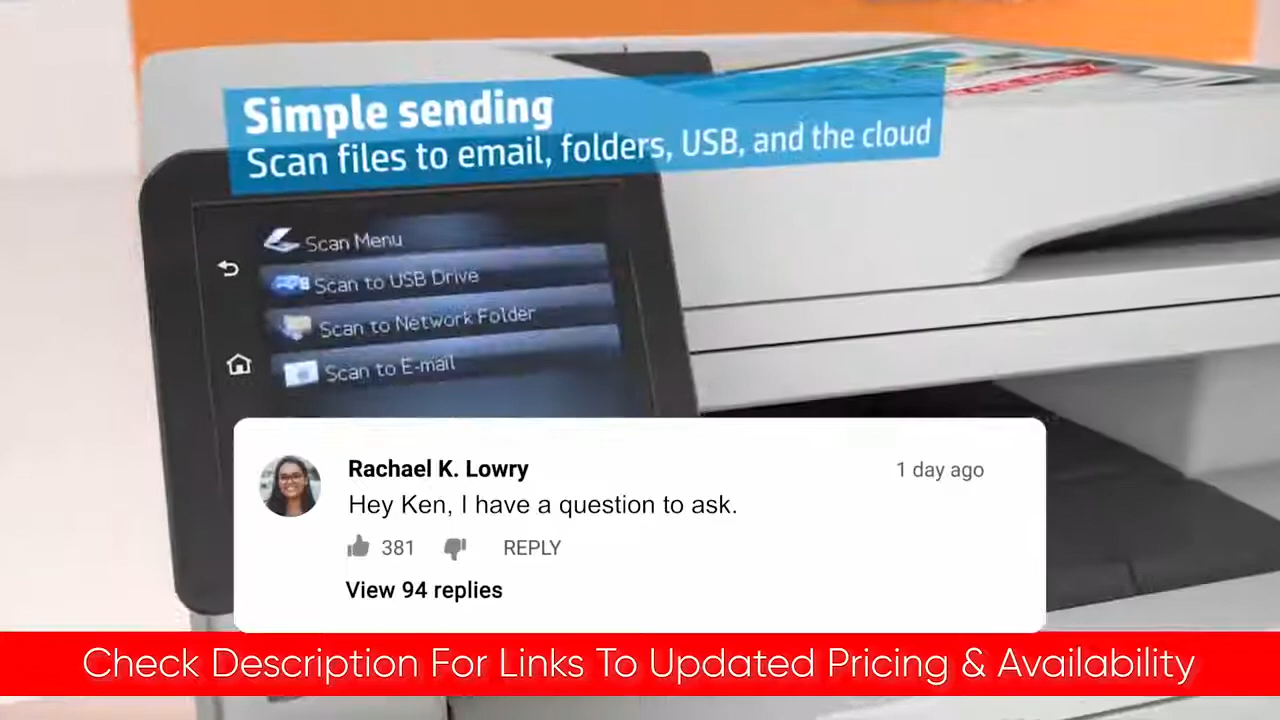 Simple sending
Scan files to email, folders, USB, and the cloud
Scan Menu
Scan to USB Drive
Scan to Network Folder
Scan to E-mail
Rachael K. Lowry
1 day ago
Hey Ken, I have a question to ask.
381
REPLY
View 94 replies
Check Description For Links To Updated Pricing & Availability